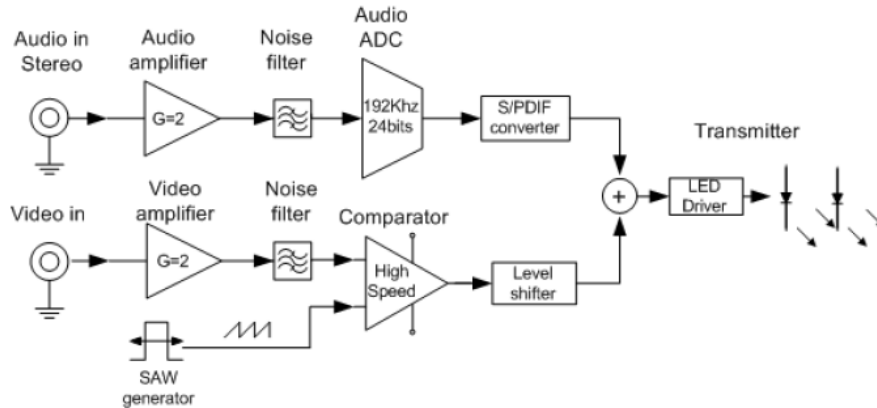 Audio in
Stereo
Audio
amplifier
Noise
filter
Audio
ADC
G=2
192Khz
24bits
S/PDIF
converter
Transmitter
+
LED
Driver
Video in
Video
amplifier
Noise
filter
Comparator
G=2
High
Speed
Level
shifter
SAW
generator